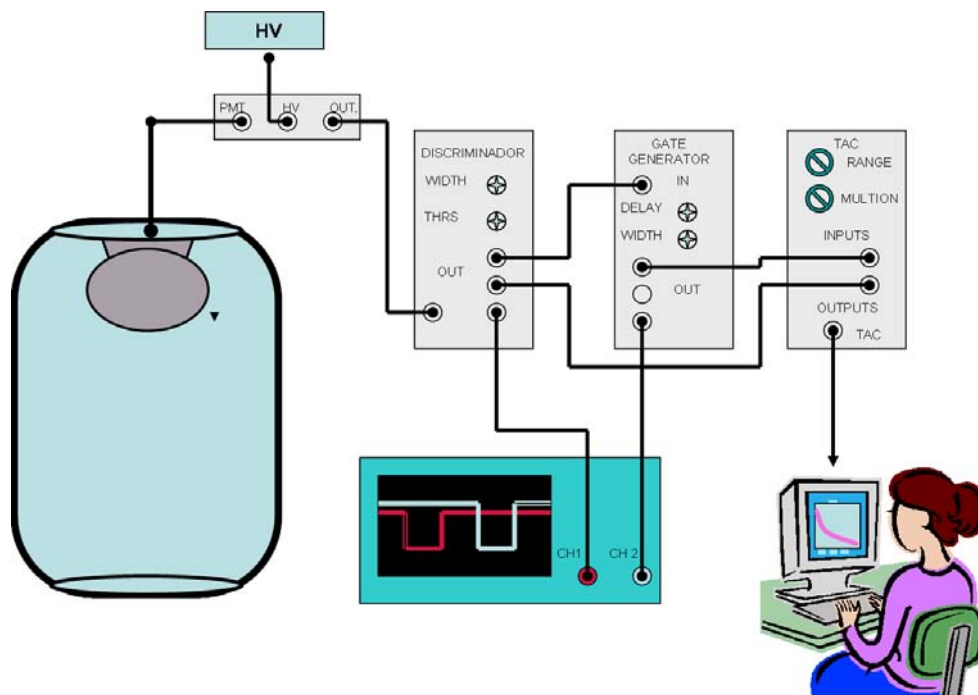 HV
PMT HV OUT.
DISCRIMINADOR
WIDTH
THRS
OUT
GATE
GENERATOR
IN
DELAY
WIDTH
OUT
TAC
RANGE
MULTION
INPUTS
OUTPUTS
TAC
CH1 CH 2